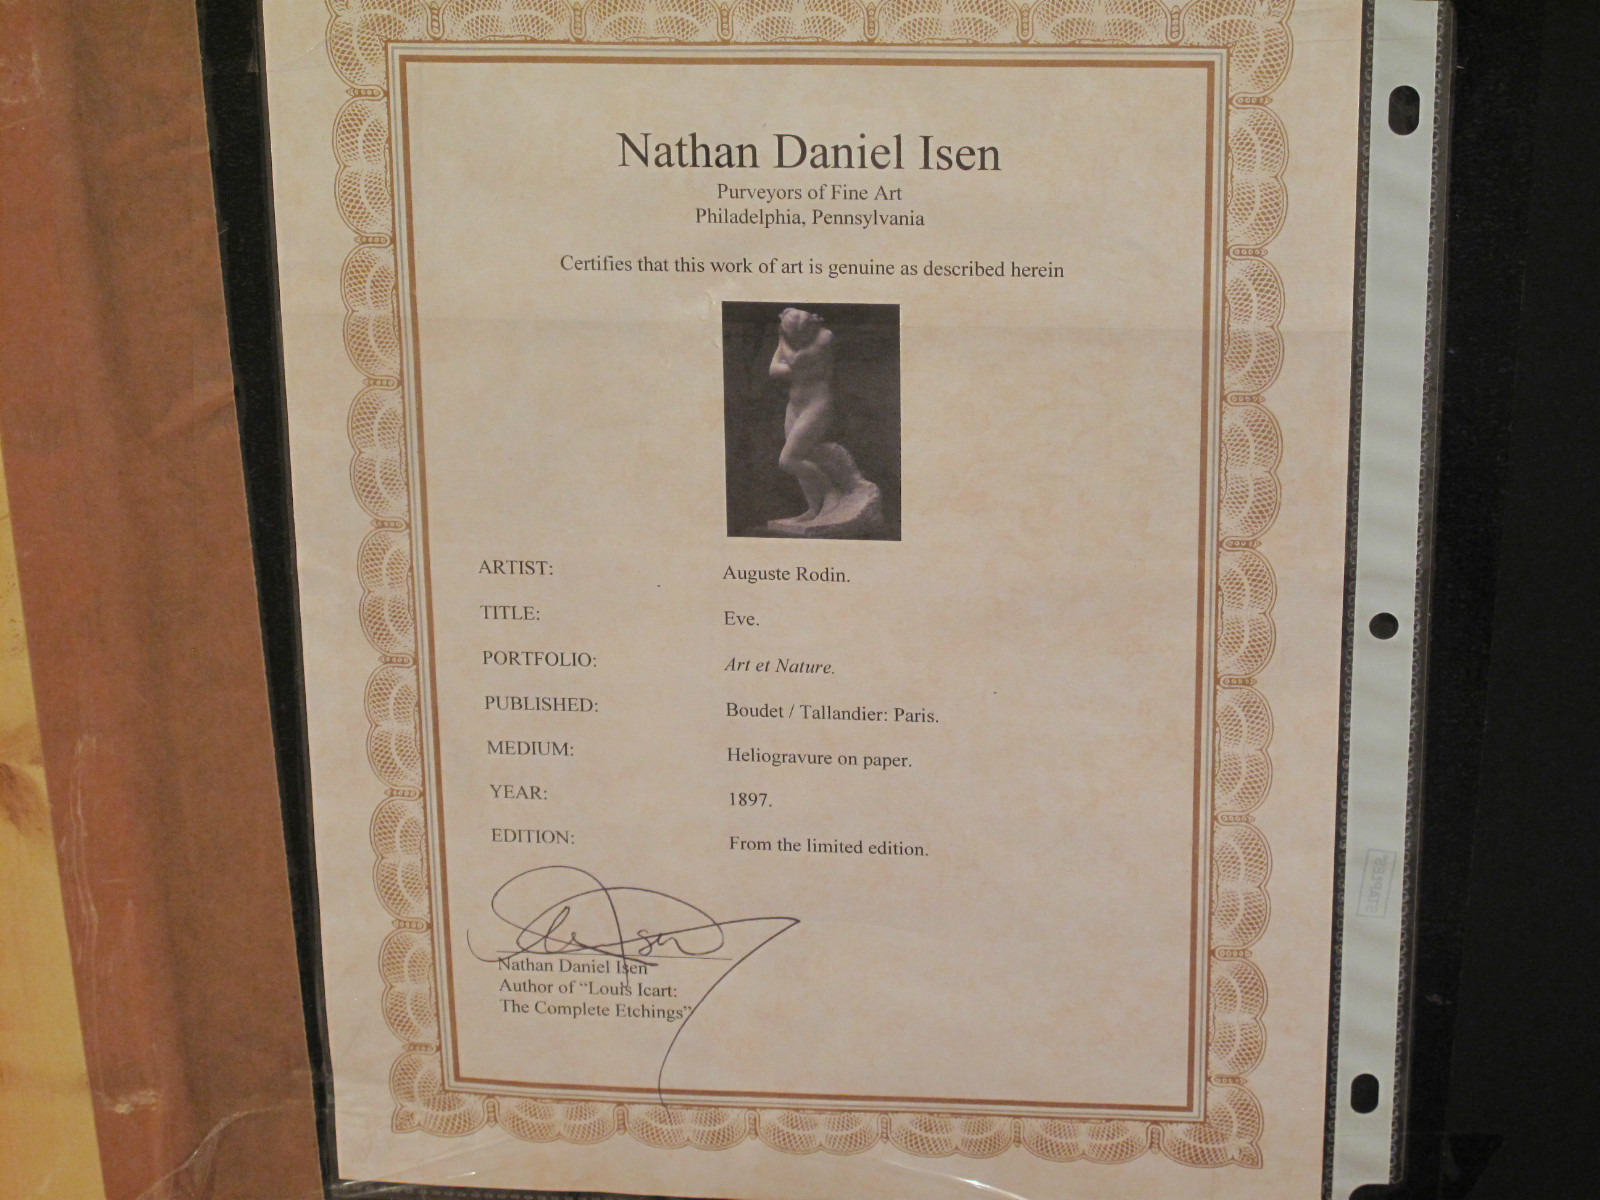 Nathan Daniel Isen
Purveyors of Fine Art
Philadelphia, Pennsylvania
Certifies that this work of art is genuine as described herein
ARTIST: Auguste Rodin.
TITLE: Eve.
PORTFOLIO: Art et Nature.
PUBLISHED: Boudet / Tallandier: Paris.
MEDIUM: Heliogravure on paper.
YEAR: 1897.
EDITION: From the limited edition.
Nathan Daniel Isen
Author of “Louis Icart:
The Complete Etchings”
STAPLES